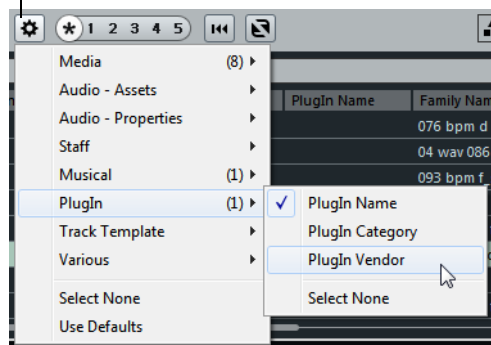 1 2 3 4 5
Media (8)
Audio - Assets
Audio - Properties
Staff
Musical (1)
PlugIn (1)
Track Template
Various
Select None
Use Defaults
PlugIn Name Family Nam
076 bpm d
04 wav 086
093 bpm f_
PlugIn Name
PlugIn Category
PlugIn Vendor
Select None